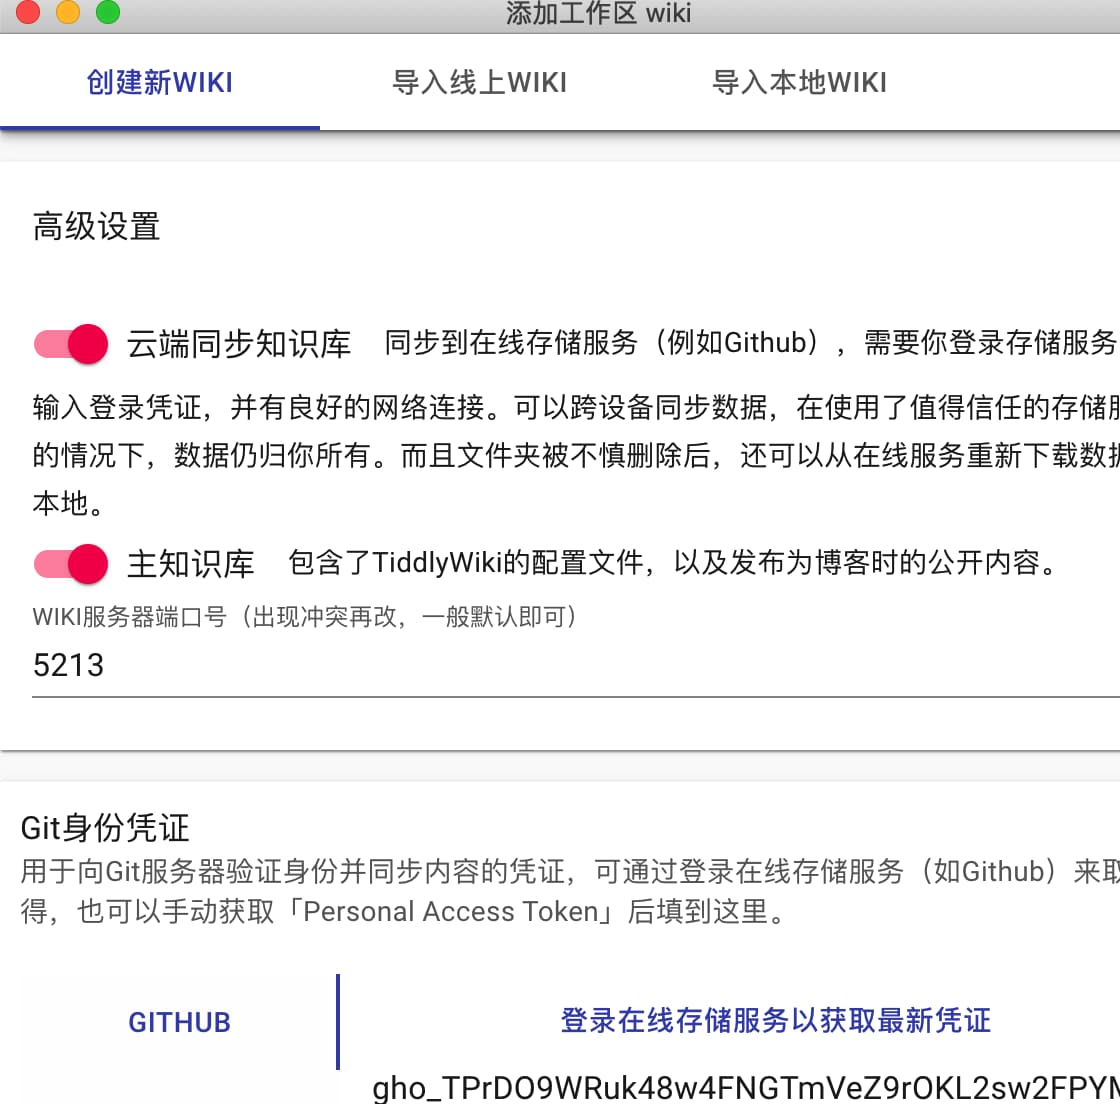 添加工作区 wiki
创建新WIKI
导入线上WIKI
导入本地WIKI
高级设置
云端同步知识库 同步到在线存储服务（例如Github），需要你登录存储服务
输入登录凭证，并有良好的网络连接。可以跨设备同步数据，在使用了值得信任的存储服
的情况下，数据仍归你所有。而且文件夹被不慎删除后，还可以从在线服务重新下载数据
本地。
主知识库 包含了TiddlyWiki的配置文件，以及发布为博客时的公开内容。
WIKI服务器端口号（出现冲突再改，一般默认即可）
5213
Git身份凭证
用于向Git服务器验证身份并同步内容的凭证，可通过登录在线存储服务（如Github）来取
得，也可以手动获取「Personal Access Token」后填到这里。
GITHUB
登录在线存储服务以获取最新凭证
gho_TPrDO9WRuk48w4FNGTmVeZ9rOKL2sw2FPYM